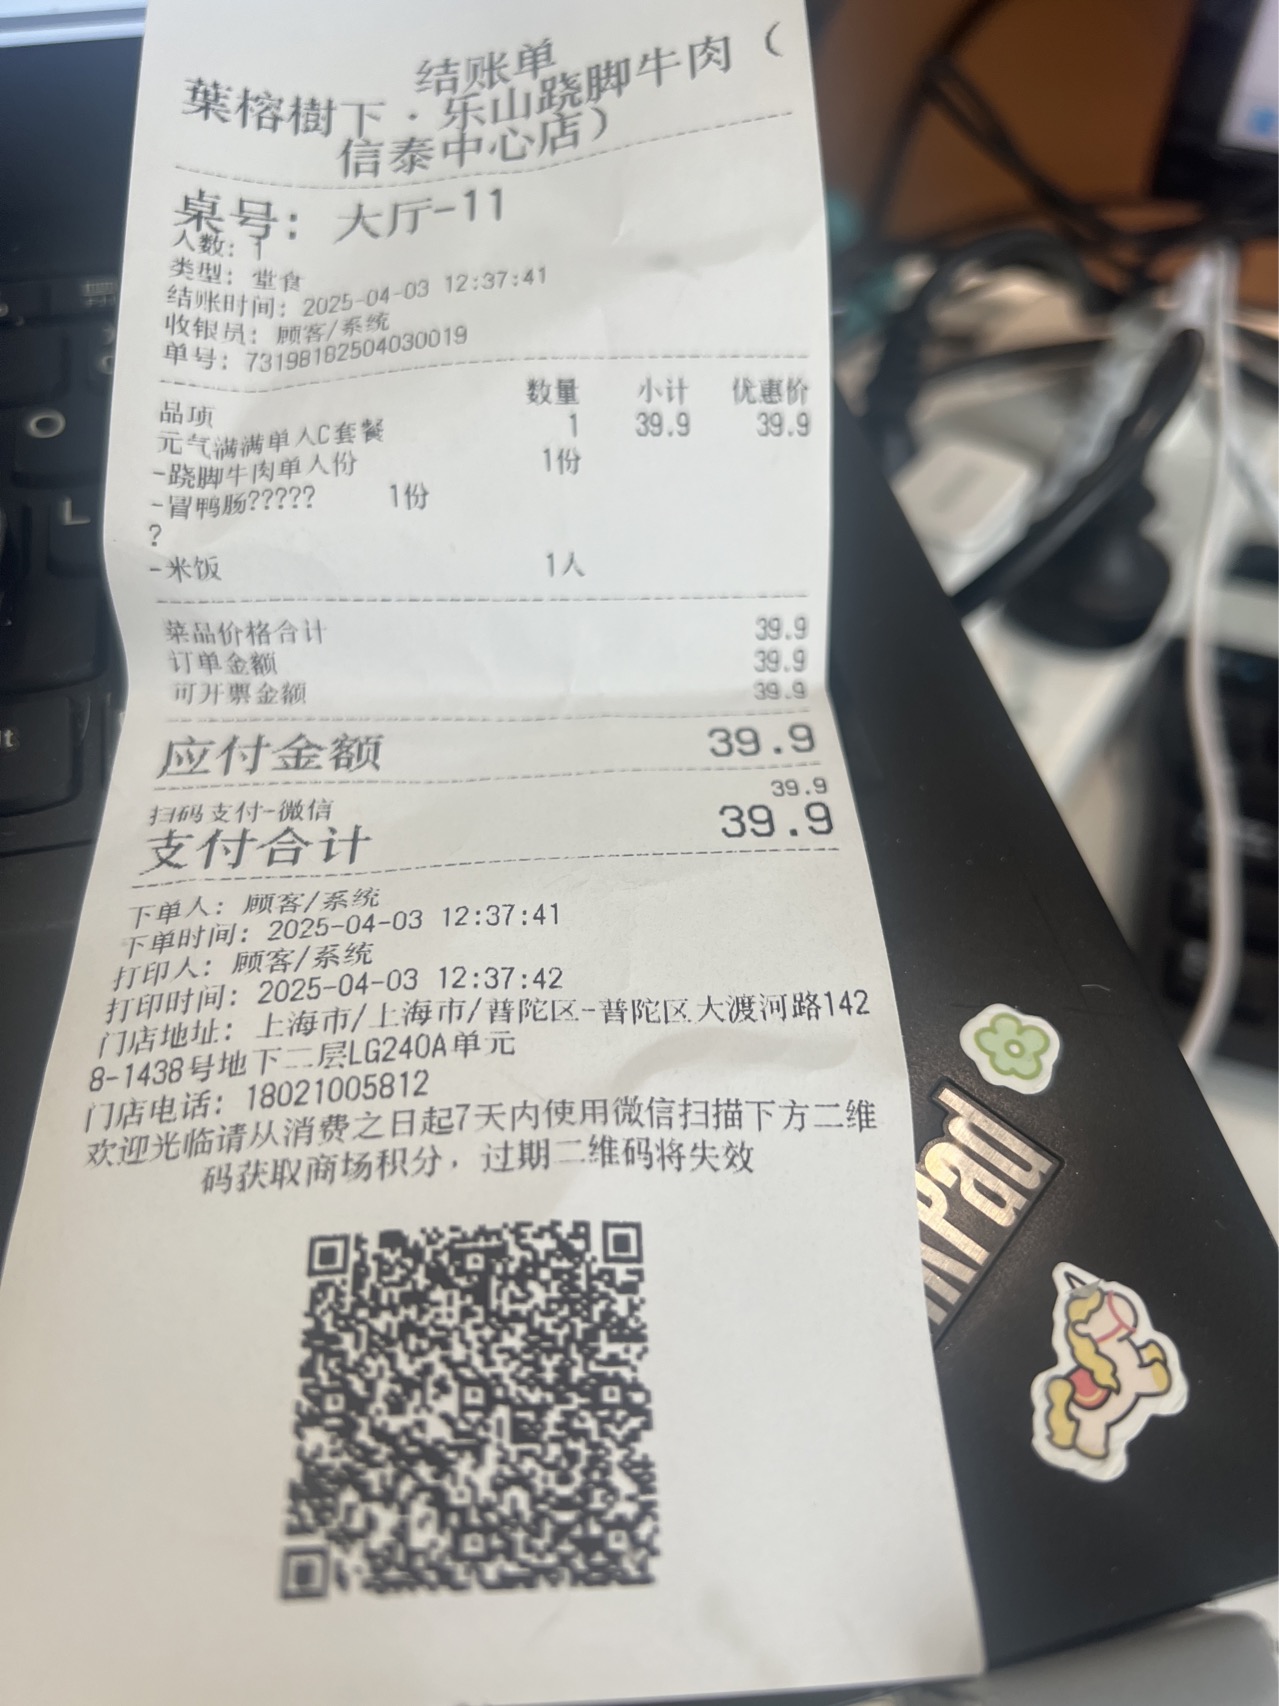 结账单
葉榕樹下·乐山跷脚牛肉（
信泰中心店）
桌号： 大厅-11
人数：1
类型： 堂食
结账时间：2025-04-03 12:37:41
收银员： 顾客/系统
单号：73198182504030019
品项 数量 小计 优惠价
元气满满单人C套餐 1 39.9 39.9
-跷脚牛肉单人份 1份
-冒鸭肠????? 1份
?
-米饭 1人
菜品价格合计 39.9
订单金额 39.9
可开票金额 39.9
应付金额 39.9
扫码支付-微信 39.9
支付合计 39.9
下单人： 顾客/系统
下单时间：2025-04-03 12:37:41
打印人： 顾客/系统
打印时间：2025-04-03 12:37:42
门店地址： 上海市/上海市/普陀区-普陀区大渡河路142
8-1438号地下二层LG240A单元
门店电话：18021005812
欢迎光临请从消费之日起7天内使用微信扫描下方二维
码获取商场积分，过期二维码将失效
O
L